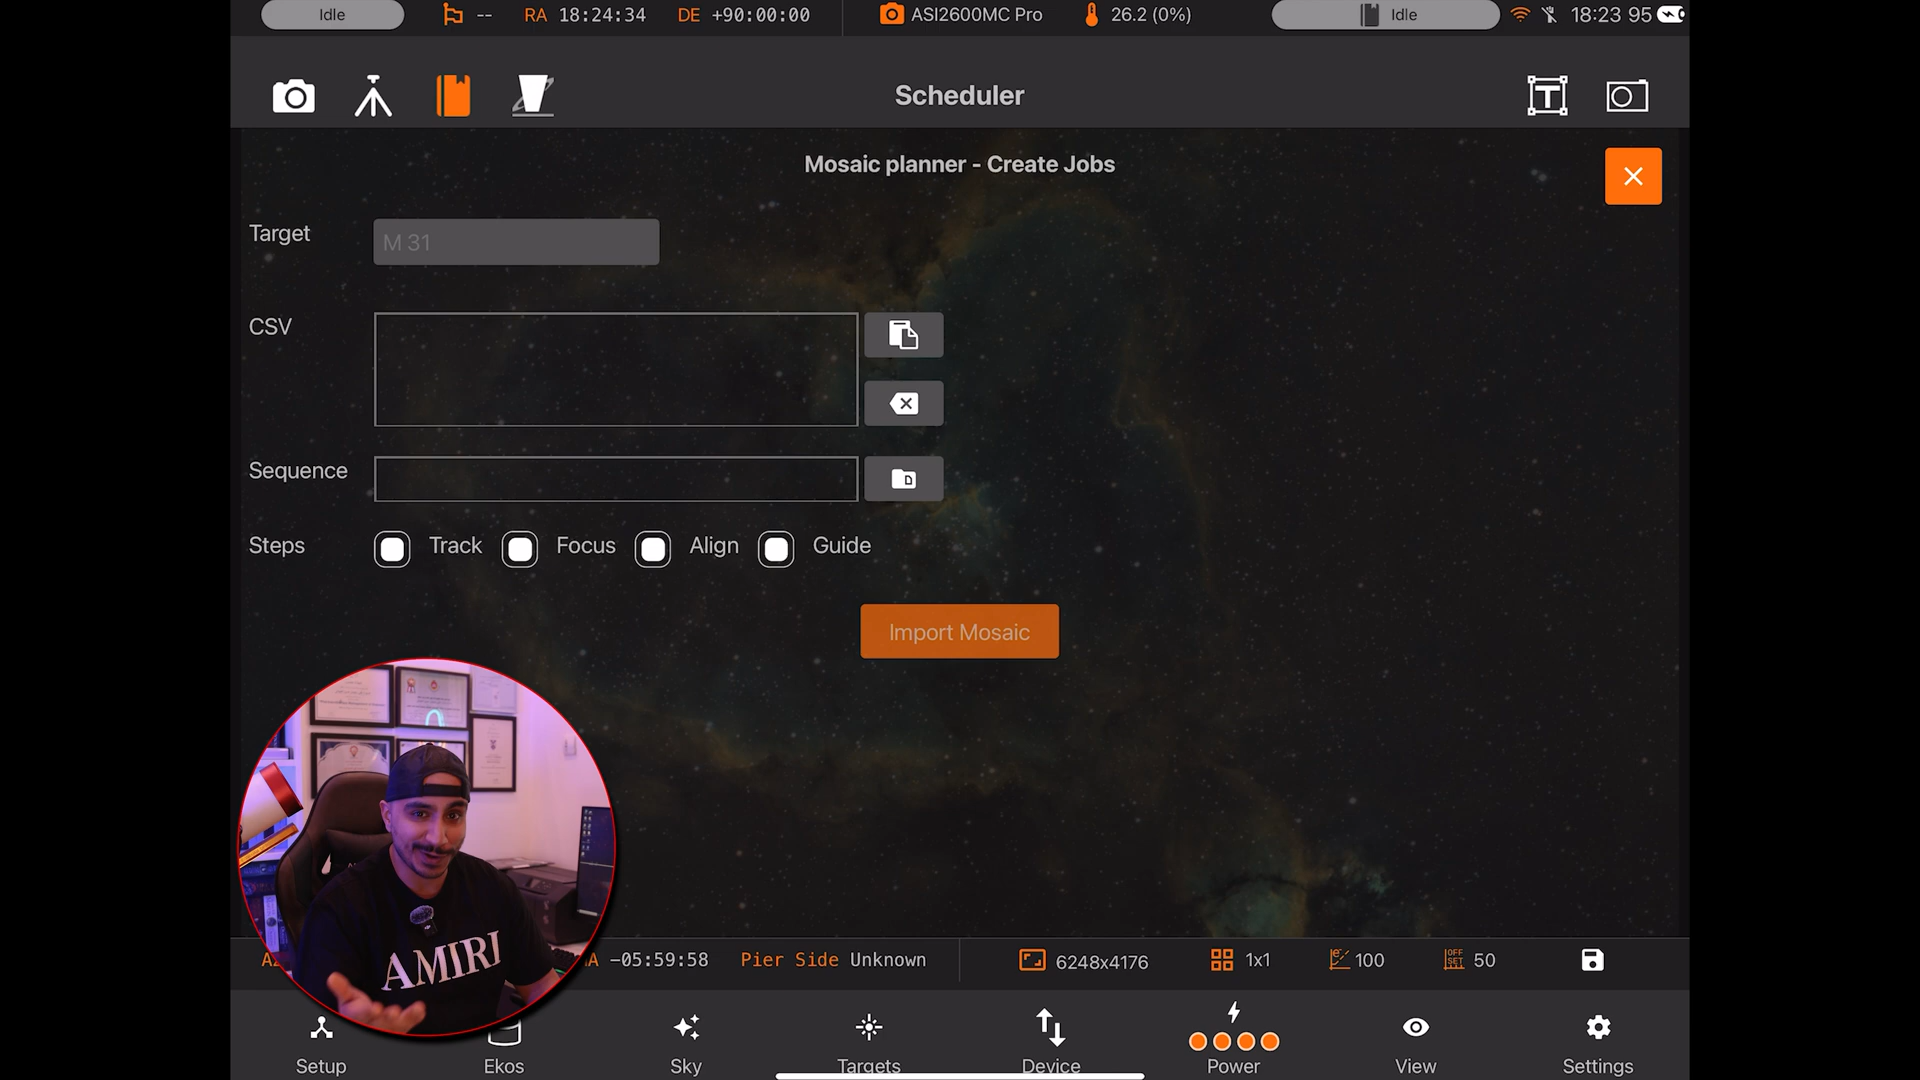 Idle
--
RA 18:24:34
DE +90:00:00
ASI2600MC Pro
26.2 (0%)
Idle
18:23 95
Scheduler
Mosaic planner - Create Jobs
Target
M 31
CSV
Sequence
Steps
Track
Focus
Align
Guide
Import Mosaic
AMIRI
-05:59:58
Pier Side Unknown
6248x4176
1x1
100
OFF
SET
50
Setup
Ekos
Sky
Targets
Device
Power
View
Settings